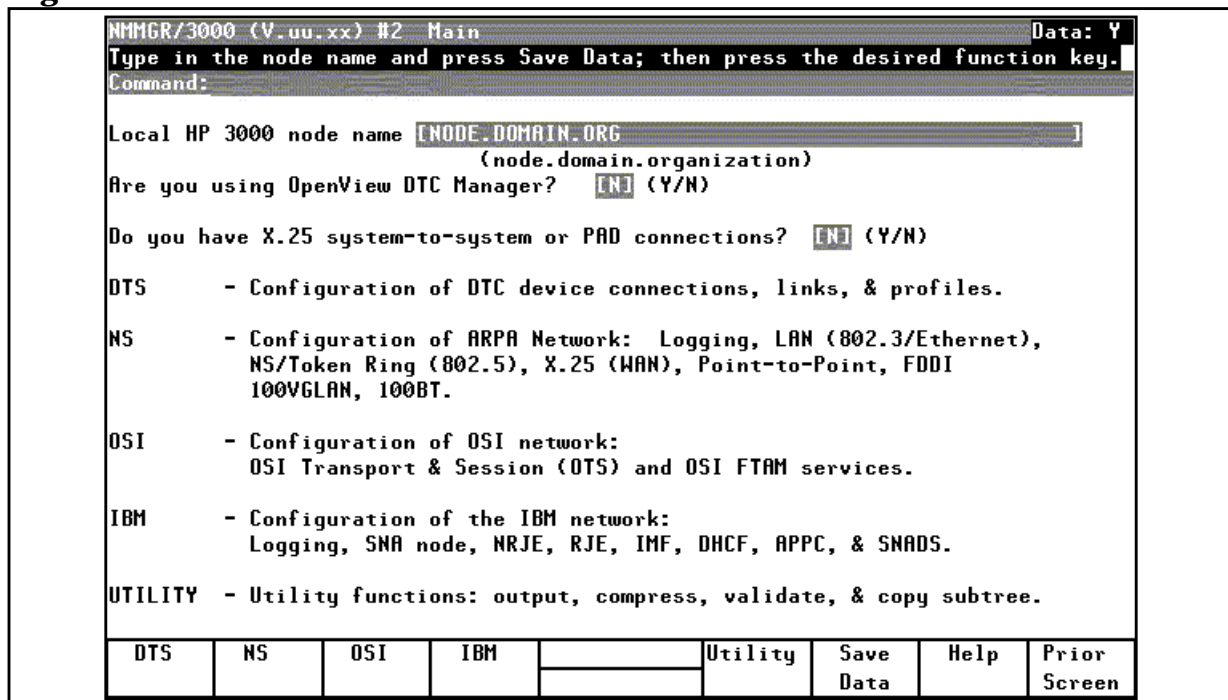 NMMGR/3000 (V.uu.xx) #2 Main Data: Y
Type in the node name and press Save Data; then press the desired function key.
Command:
Local HP 3000 node name [NODE.DOMAIN.ORG ]
(node.domain.organization)
Are you using OpenView DTC Manager? [N] (Y/N)
Do you have X.25 system-to-system or PAD connections? [N] (Y/N)
DTS - Configuration of DTC device connections, links, & profiles.
NS - Configuration of ARPA Network: Logging, LAN (802.3/Ethernet),
NS/Token Ring (802.5), X.25 (WAN), Point-to-Point, FDDI
100VGLAN, 100BT.
OSI - Configuration of OSI network:
OSI Transport & Session (OTS) and OSI FTAM services.
IBM - Configuration of the IBM network:
Logging, SNA node, NRJE, RJE, IMF, DHCF, APPC, & SNADS.
UTILITY - Utility functions: output, compress, validate, & copy subtree.
DTS NS OSI IBM Utility Save Help Prior
Data Screen